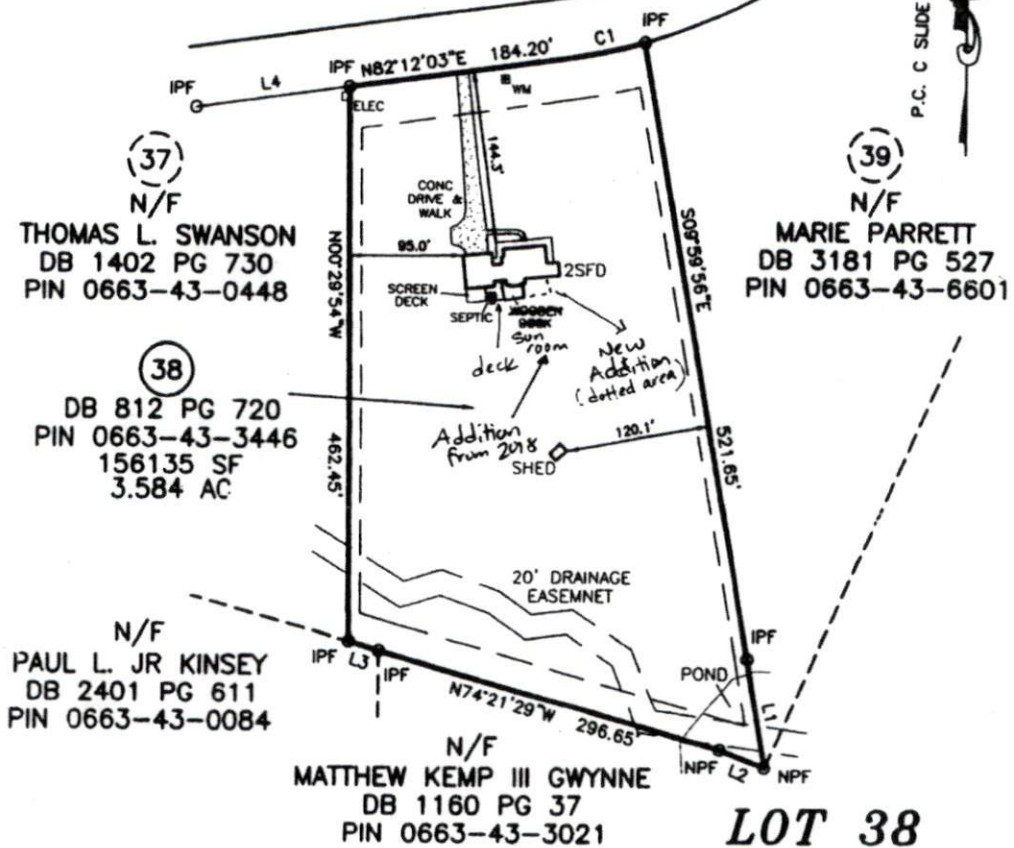 P.C. C SLIDE
IPF
C1
184.20'
N82°12'03"E
IPF
L4
IPF
WM
ELEC
144.3'
37
N/F
THOMAS L. SWANSON
DB 1402 PG 730
PIN 0663-43-0448
39
N/F
MARIE PARRETT
DB 3181 PG 527
PIN 0663-43-6601
CONC
DRIVE &
WALK
95.0'
N00°29'54"W
S09°59'56"E
2SFD
SCREEN
DECK
SEPTIC
WOODEN
DECK
Sun
room
deck
New
Addition
(dotted area)
38
DB 812 PG 720
PIN 0663-43-3446
156135 SF
3.584 AC
Addition
from 2018
120.1'
SHED
462.45'
521.65'
20' DRAINAGE
EASEMNET
N/F
PAUL L. JR KINSEY
DB 2401 PG 611
PIN 0663-43-0084
IPF
L3
IPF
IPF
POND
L1
N74°21'29"W
296.65'
NPF
L2
NPF
N/F
MATTHEW KEMP III GWYNNE
DB 1160 PG 37
PIN 0663-43-3021
LOT 38